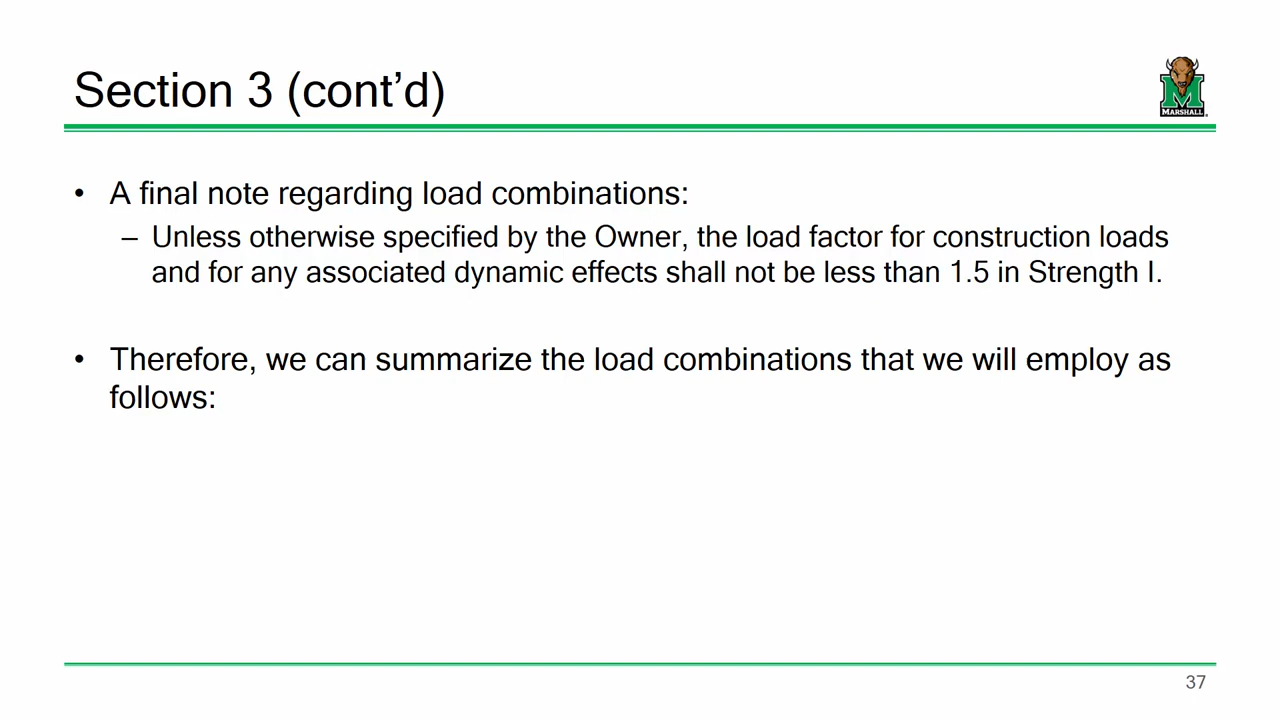 Section 3 (cont’d)
MARSHALL
• A final note regarding load combinations:
– Unless otherwise specified by the Owner, the load factor for construction loads
and for any associated dynamic effects shall not be less than 1.5 in Strength I.
• Therefore, we can summarize the load combinations that we will employ as
follows:
37